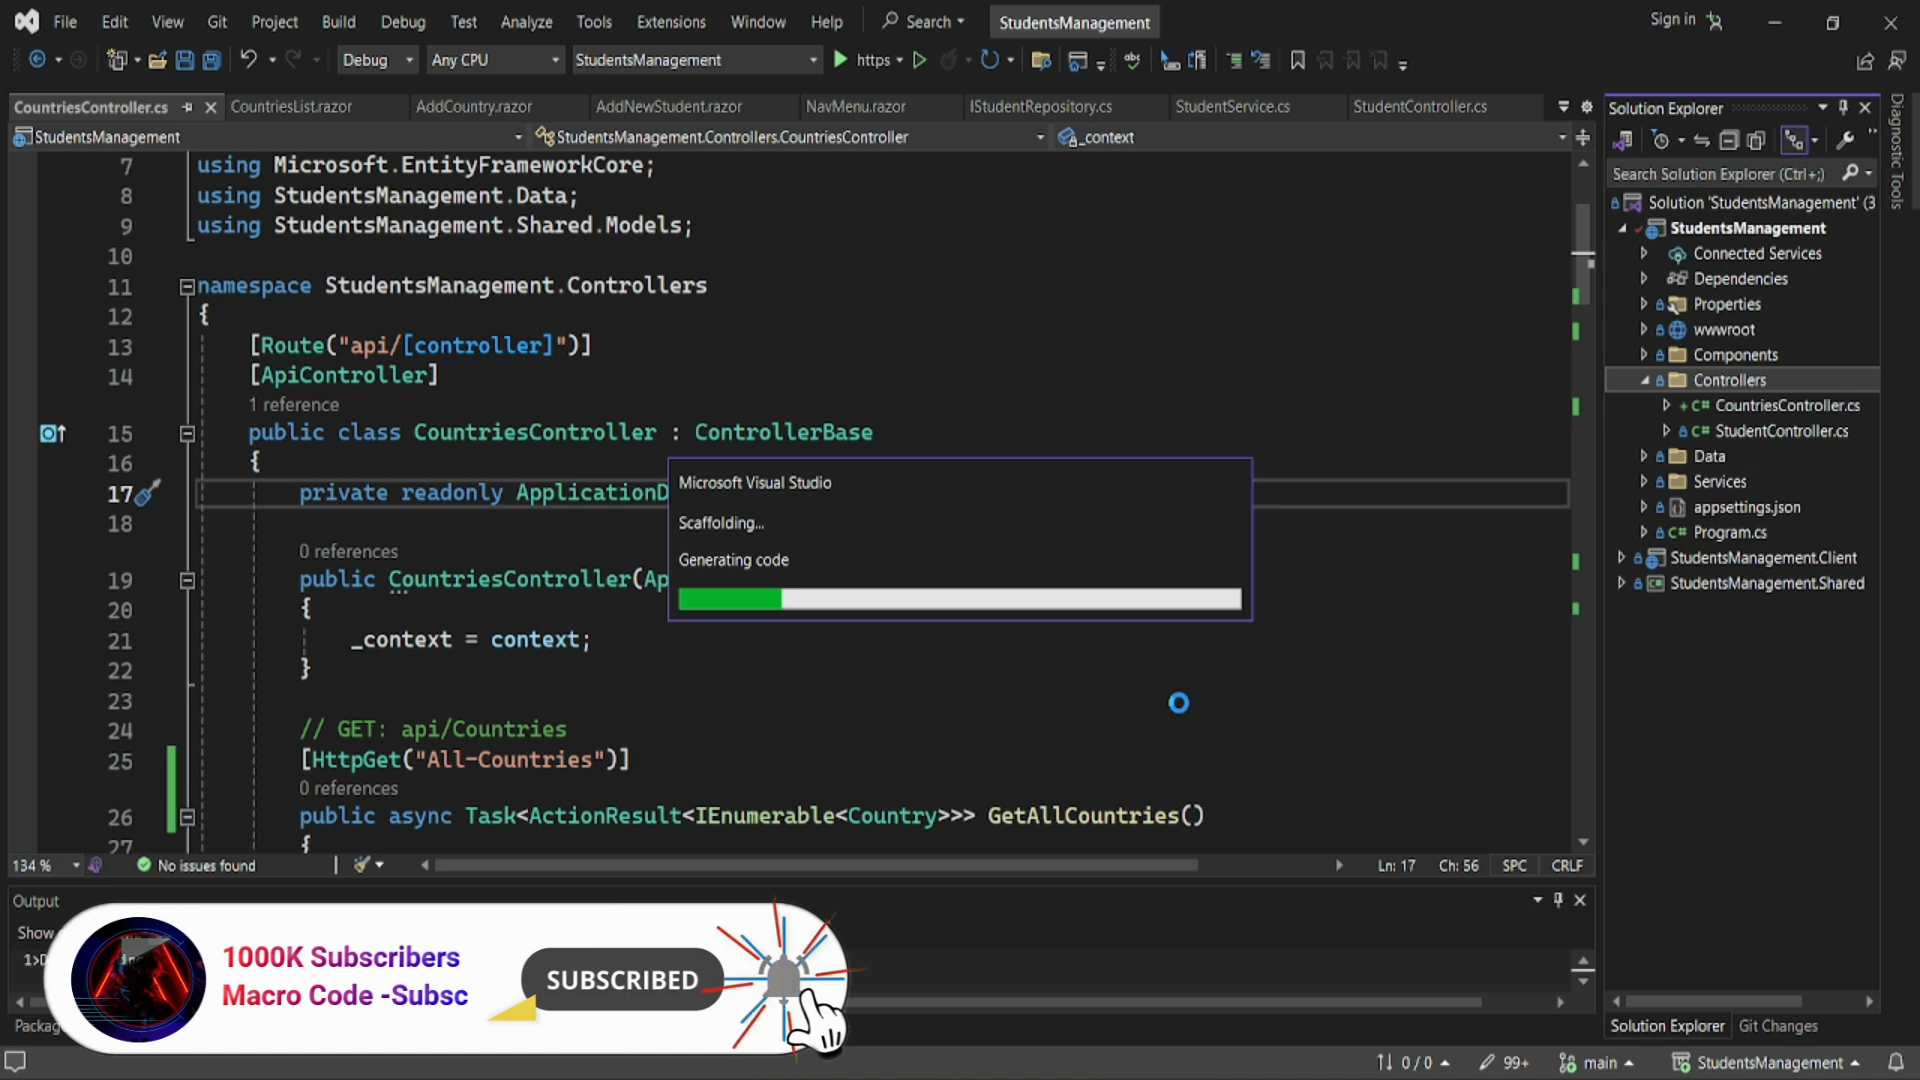 File Edit View Git Project Build Debug Test Analyze Tools Extensions Window Help Search StudentsManagement Sign in
Debug Any CPU StudentsManagement https
CountriesController.cs CountriesList.razor AddCountry.razor AddNewStudent.razor NavMenu.razor IStudentRepository.cs StudentService.cs StudentController.cs
StudentsManagement StudentsManagement.Controllers.CountriesController _context
7 using Microsoft.EntityFrameworkCore;
8 using StudentsManagement.Data;
9 using StudentsManagement.Shared.Models;
10
11 namespace StudentsManagement.Controllers
12 {
13 [Route("api/[controller]")]
14 [ApiController]
1 reference
15 public class CountriesController : ControllerBase
16 {
17 private readonly ApplicationD
18
0 references
19 public CountriesController(Ap
20 {
21 _context = context;
22 }
23
24 // GET: api/Countries
25 [HttpGet("All-Countries")]
0 references
26 public async Task<ActionResult<IEnumerable<Country>>> GetAllCountries()
27 {
Microsoft Visual Studio
Scaffolding...
Generating code
134 % No issues found Ln: 17 Ch: 56 SPC CRLF
Output
Show
1>D
1000K Subscribers
Macro Code -Subsc
SUBSCRIBED
Solution Explorer
Search Solution Explorer (Ctrl+;)
Solution 'StudentsManagement' (3
StudentsManagement
Connected Services
Dependencies
Properties
wwwroot
Components
Controllers
CountriesController.cs
StudentController.cs
Data
Services
appsettings.json
Program.cs
StudentsManagement.Client
StudentsManagement.Shared
Solution Explorer Git Changes
Diagnostic Tools
0 / 0 99+ main StudentsManagement